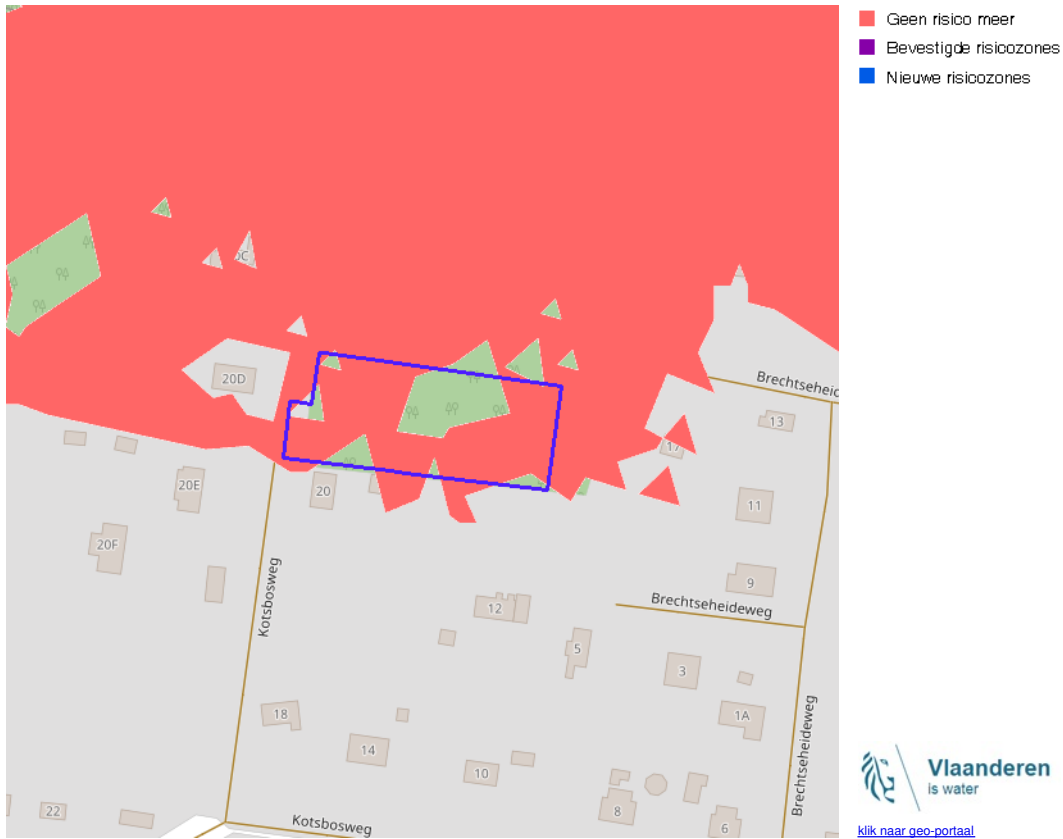 Geen risico meer
Bevestigde risicozones
Nieuwe risicozones
20D
Brechtseheid
13
17
20E
20
11
20F
9
Kotsbosweg
12
Brechtseheideweg
5
3
18
1A
14
10
Brechtseheideweg
22
8
6
Kotsbosweg
Vlaanderen
is water
klik naar geo-portaal